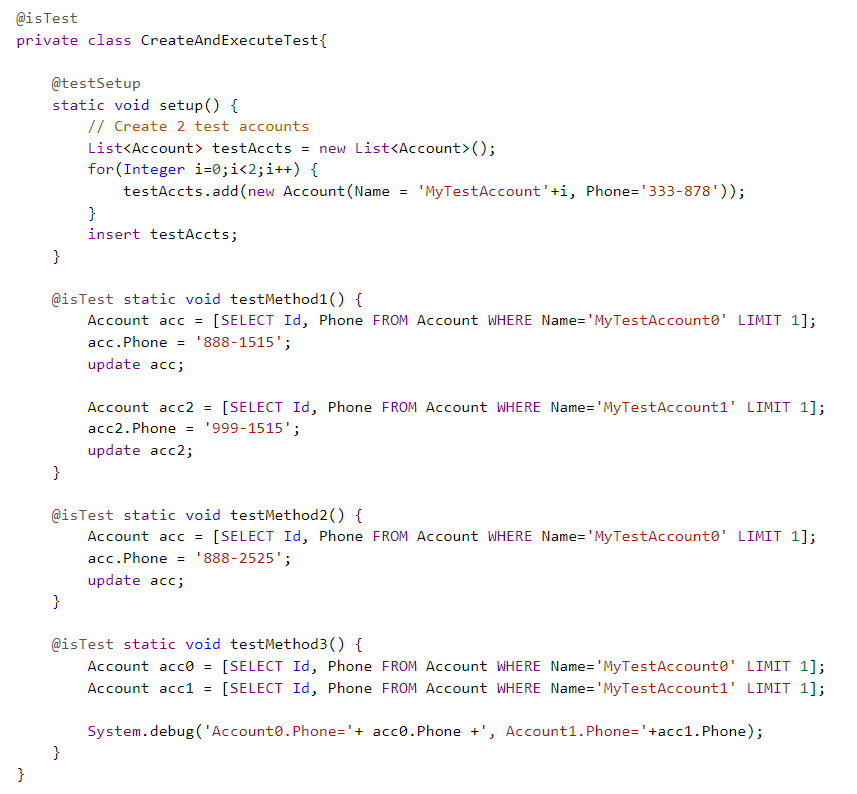 @isTest
private class CreateAndExecuteTest{
@testSetup
static void setup() {
// Create 2 test accounts
List<Account> testAccts = new List<Account>();
for(Integer i=0;i<2;i++) {
testAccts.add(new Account(Name = 'MyTestAccount'+i, Phone='333-878'));
}
insert testAccts;
}
@isTest static void testMethod1() {
Account acc = [SELECT Id, Phone FROM Account WHERE Name='MyTestAccount0' LIMIT 1];
acc.Phone = '888-1515';
update acc;
Account acc2 = [SELECT Id, Phone FROM Account WHERE Name='MyTestAccount1' LIMIT 1];
acc2.Phone = '999-1515';
update acc2;
}
@isTest static void testMethod2() {
Account acc = [SELECT Id, Phone FROM Account WHERE Name='MyTestAccount0' LIMIT 1];
acc.Phone = '888-2525';
update acc;
}
@isTest static void testMethod3() {
Account acc0 = [SELECT Id, Phone FROM Account WHERE Name='MyTestAccount0' LIMIT 1];
Account acc1 = [SELECT Id, Phone FROM Account WHERE Name='MyTestAccount1' LIMIT 1];
System.debug('Account0.Phone='+ acc0.Phone +', Account1.Phone='+acc1.Phone);
}
}